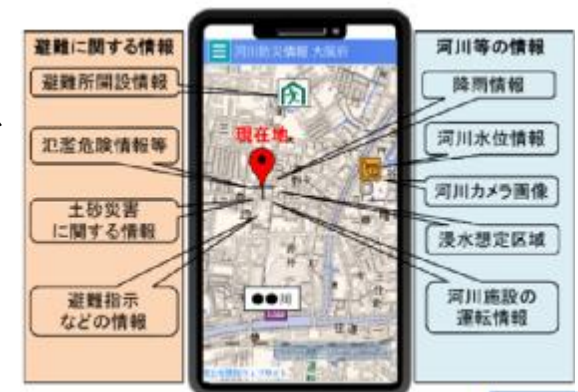 避難に関する情報
避難所開設情報
氾濫危険情報等
土砂災害
に関する情報
避難指示
などの情報
河川防災情報 大阪府
現在地
●●川
河川等の情報
降雨情報
河川水位情報
河川カメラ画像
浸水想定区域
河川施設の
運転情報